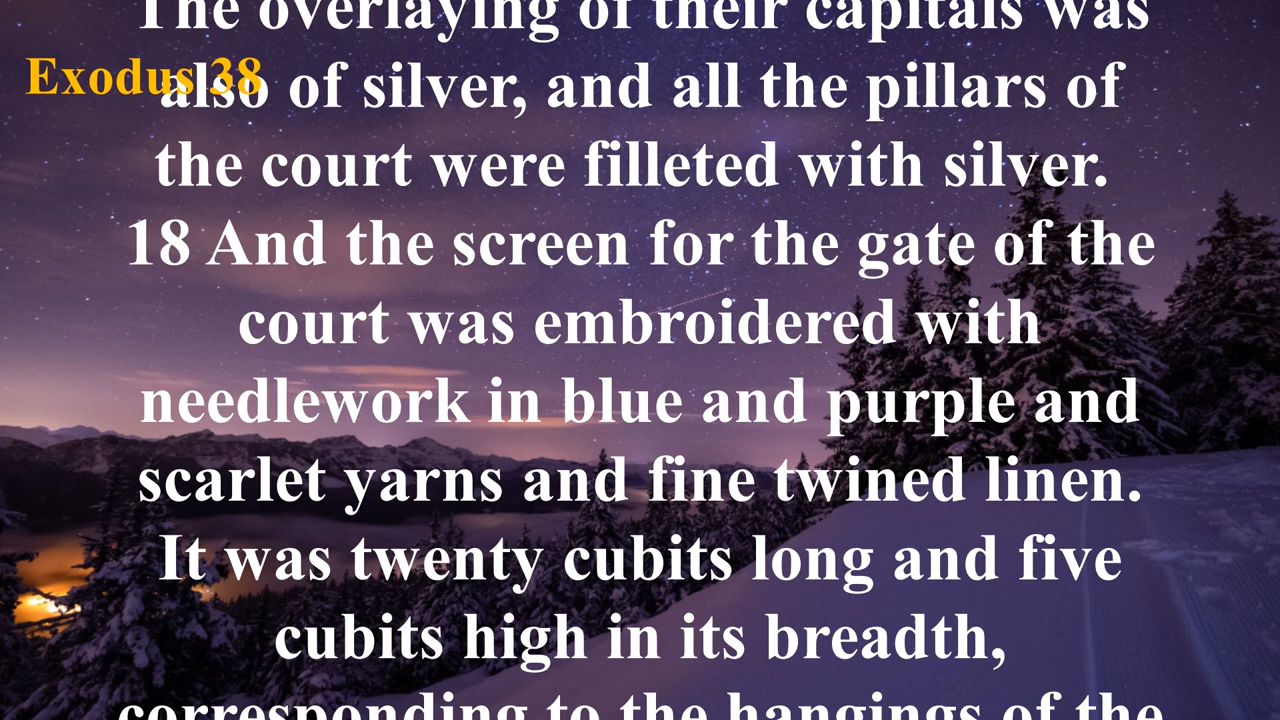 The overlaying of their capitals was
Exodus 38
also of silver, and all the pillars of
the court were filleted with silver.
18 And the screen for the gate of the
court was embroidered with
needlework in blue and purple and
scarlet yarns and fine twined linen.
It was twenty cubits long and five
cubits high in its breadth,
corresponding to the hangings of the